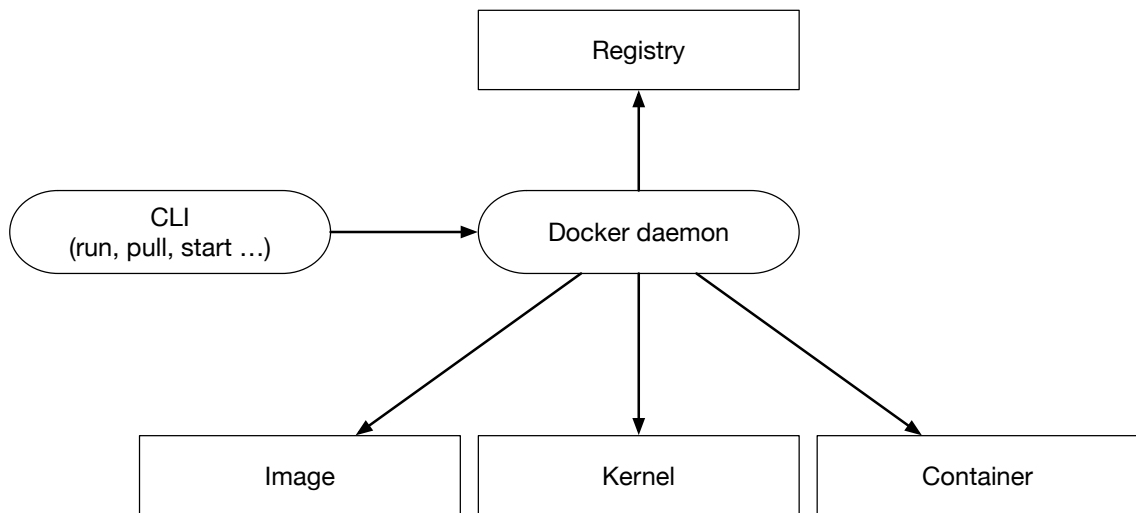 Registry
CLI
(run, pull, start …)
Docker daemon
Image
Kernel
Container